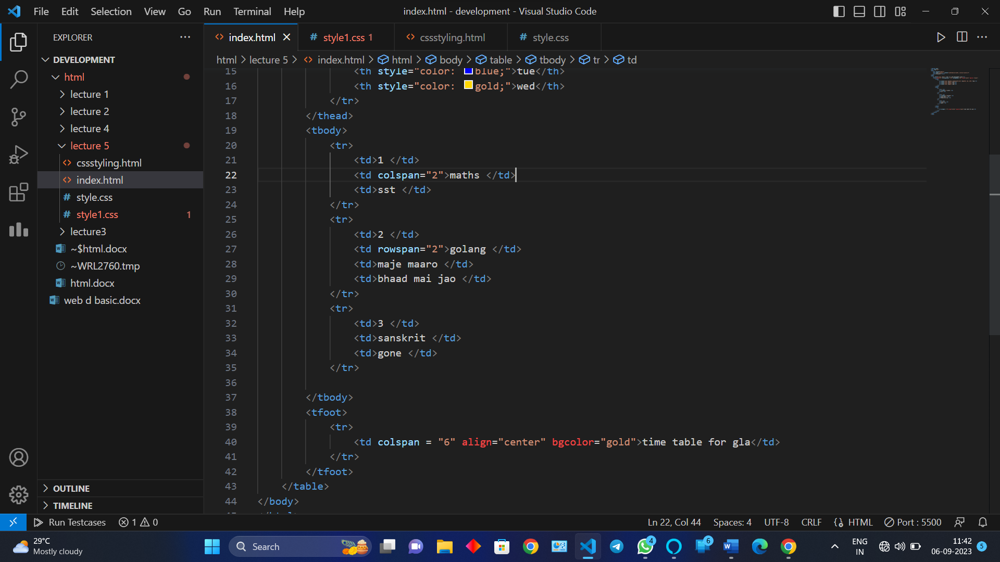 File Edit Selection View Go Run Terminal Help
index.html - development - Visual Studio Code
EXPLORER
index.html
style1.css 1
cssstyling.html
style.css
DEVELOPMENT
html > lecture 5 > index.html > html > body > table > tbody > tr > td
html
lecture 1
lecture 2
lecture 4
lecture 5
cssstyling.html
index.html
style.css
style1.css 1
lecture3
~$html.docx
~WRL2760.tmp
html.docx
web d basic.docx
OUTLINE
TIMELINE
15 <th style="color: blue;">tue</th>
16 <th style="color: gold;">wed</th>
17 </tr>
18 </thead>
19 <tbody>
20 <tr>
21 <td>1 </td>
22 <td colspan="2">maths </td>
23 <td>sst </td>
24 </tr>
25 <tr>
26 <td>2 </td>
27 <td rowspan="2">golang </td>
28 <td>maje maaro </td>
29 <td>bhaad mai jao </td>
30 </tr>
31 <tr>
32 <td>3 </td>
33 <td>sanskrit </td>
34 <td>gone </td>
35 </tr>
36
37 </tbody>
38 <tfoot>
39 <tr>
40 <td colspan = "6" align="center" bgcolor="gold">time table for gla</td>
41 </tr>
42 </tfoot>
43 </table>
44 </body>
Run Testcases 1 0
Ln 22, Col 44 Spaces: 4 UTF-8 CRLF HTML Port : 5500
29°C
Mostly cloudy
Search
4
6
ENG
IN
11:42
06-09-2023
5